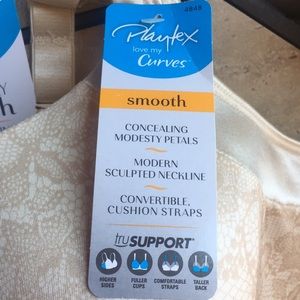 4848
Playtex
love my
Curves
smooth
CONCEALING
MODESTY PETALS
MODERN
SCULPTED NECKLINE
CONVERTIBLE,
CUSHION STRAPS
truSUPPORT
HIGHER
SIDES
FULLER
CUPS
COMFORTABLE
STRAPS
TALLER
BACK